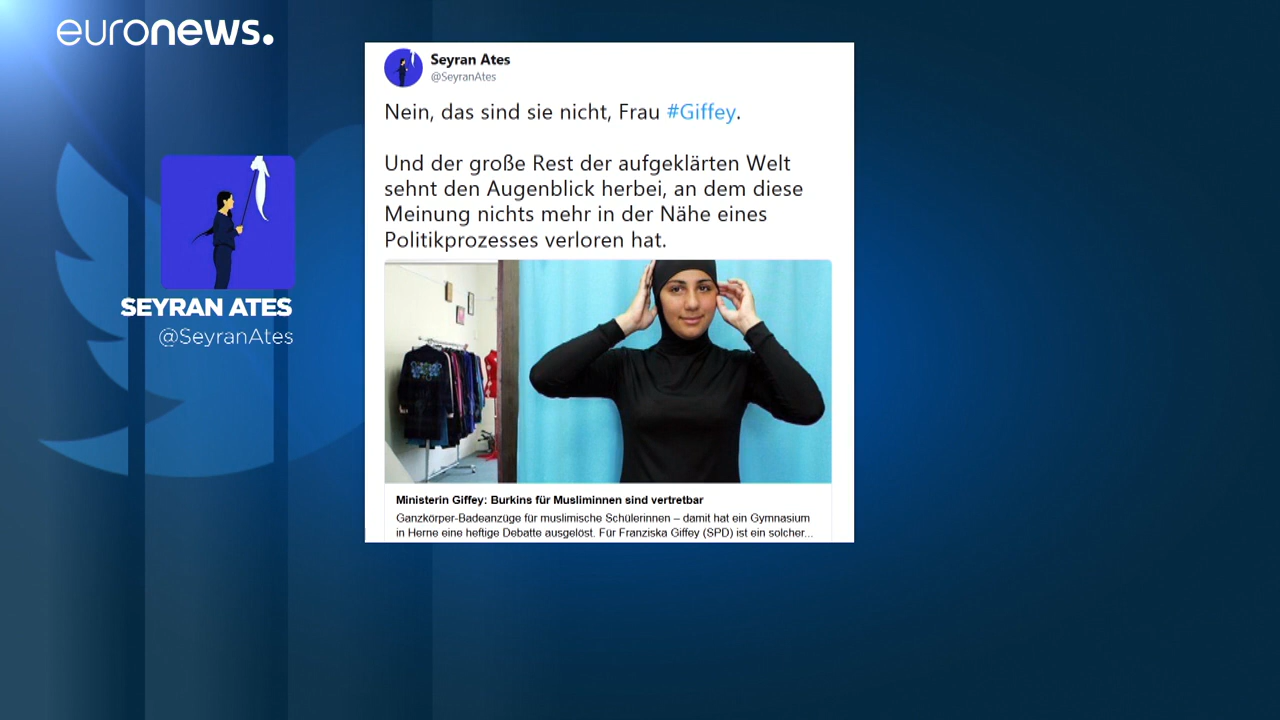 euronews.
Seyran Ates
@SeyranAtes
Nein, das sind sie nicht, Frau #Giffey.
Und der große Rest der aufgeklärten Welt
sehnt den Augenblick herbei, an dem diese
Meinung nichts mehr in der Nähe eines
Politikprozesses verloren hat.
SEYRAN ATES
@SeyranAtes
Ministerin Giffey: Burkins für Musliminnen sind vertretbar
Ganzkörper-Badeanzüge für muslimische Schülerinnen – damit hat ein Gymnasium
in Herne eine heftige Debatte ausgelöst. Für Franziska Giffey (SPD) ist ein solcher...